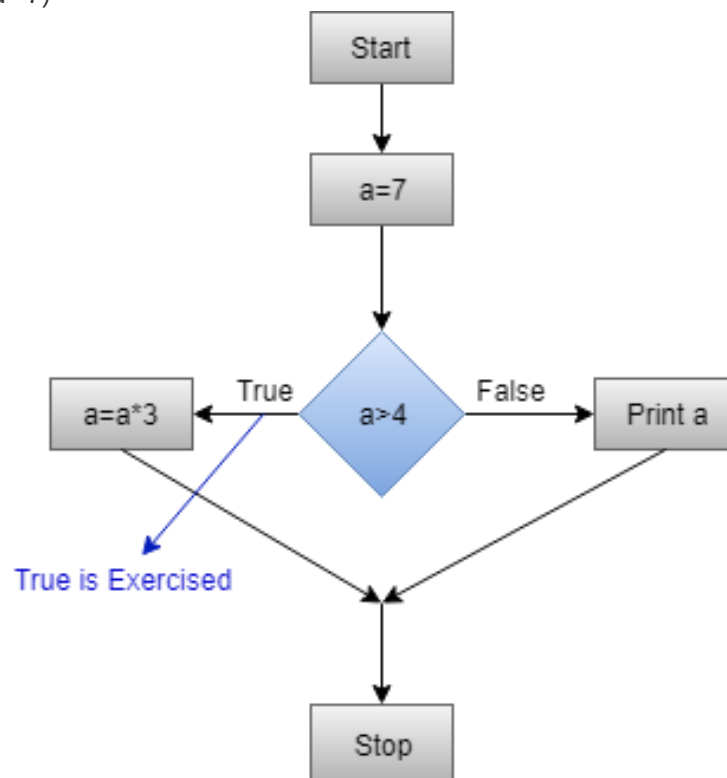 Start
a=7
True
False
a=a*3
a>4
Print a
True is Exercised
Stop